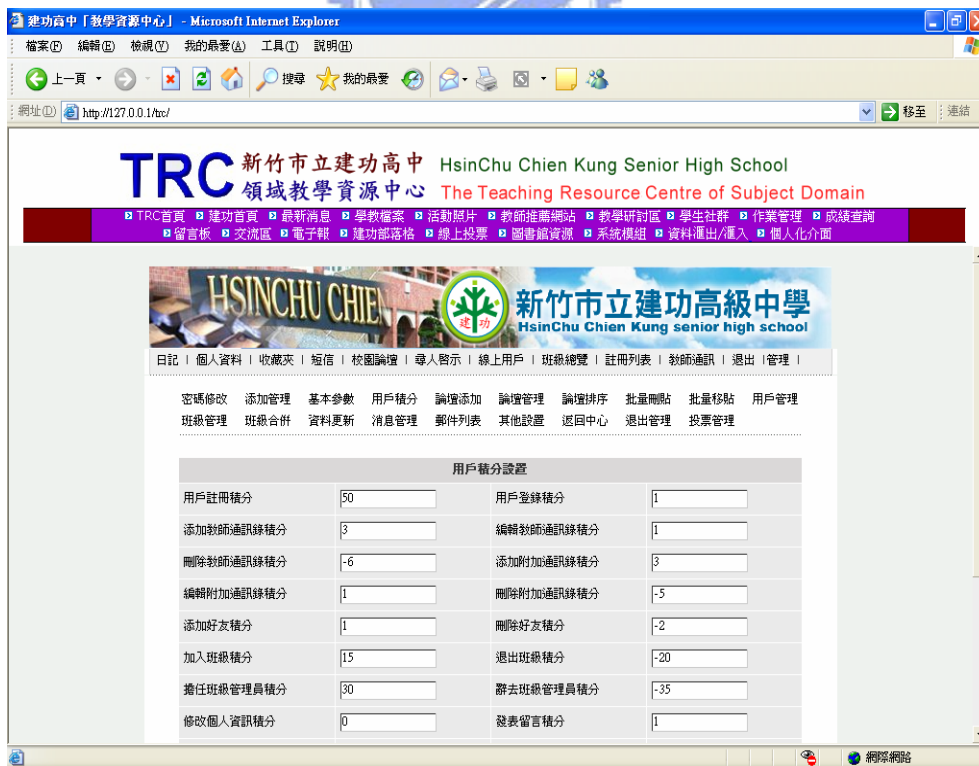 建功高中「教學資源中心」 - Microsoft Internet Explorer
檔案(F) 編輯(E) 檢視(V) 我的最愛(A) 工具(T) 說明(H)
上一頁 搜尋 我的最愛
網址(D) http://127.0.0.1/trc/ 移至 連結
TRC 新竹市立建功高中 HsinChu Chien Kung Senior High School
領域教學資源中心 The Teaching Resource Centre of Subject Domain
TRC首頁 建功首頁 最新消息 學教檔案 活動照片 教師推薦網站 教學研討區 學生社群 作業管理 成績查詢
留言板 交流區 電子報 建功部落格 線上投票 圖書館資源 系統模組 資料匯出/匯入 個人化介面
HSINCHU CHIEN 建功 新竹市立建功高級中學
HsinChu Chien Kung senior high school
日記 | 個人資料 | 收藏夾 | 短信 | 校園論壇 | 尋人啓示 | 線上用戶 | 班級總覽 | 註冊列表 | 教師通訊 | 退出 | 管理 |
密碼修改 添加管理 基本參數 用戶積分 論壇添加 論壇管理 論壇排序 批量刪貼 批量移貼 用戶管理
班級管理 班級合併 資料更新 消息管理 郵件列表 其他設置 返回中心 退出管理 投票管理
用戶積分設置
用戶註冊積分 50 用戶登錄積分 1
添加教師通訊錄積分 3 編輯教師通訊錄積分 1
刪除教師通訊錄積分 -6 添加附加通訊錄積分 3
編輯附加通訊錄積分 1 刪除附加通訊錄積分 -5
添加好友積分 1 刪除好友積分 -2
加入班級積分 15 退出班級積分 -20
擔任班級管理員積分 30 辭去班級管理員積分 -35
修改個人資訊積分 0 發表留言積分 1
網際網路